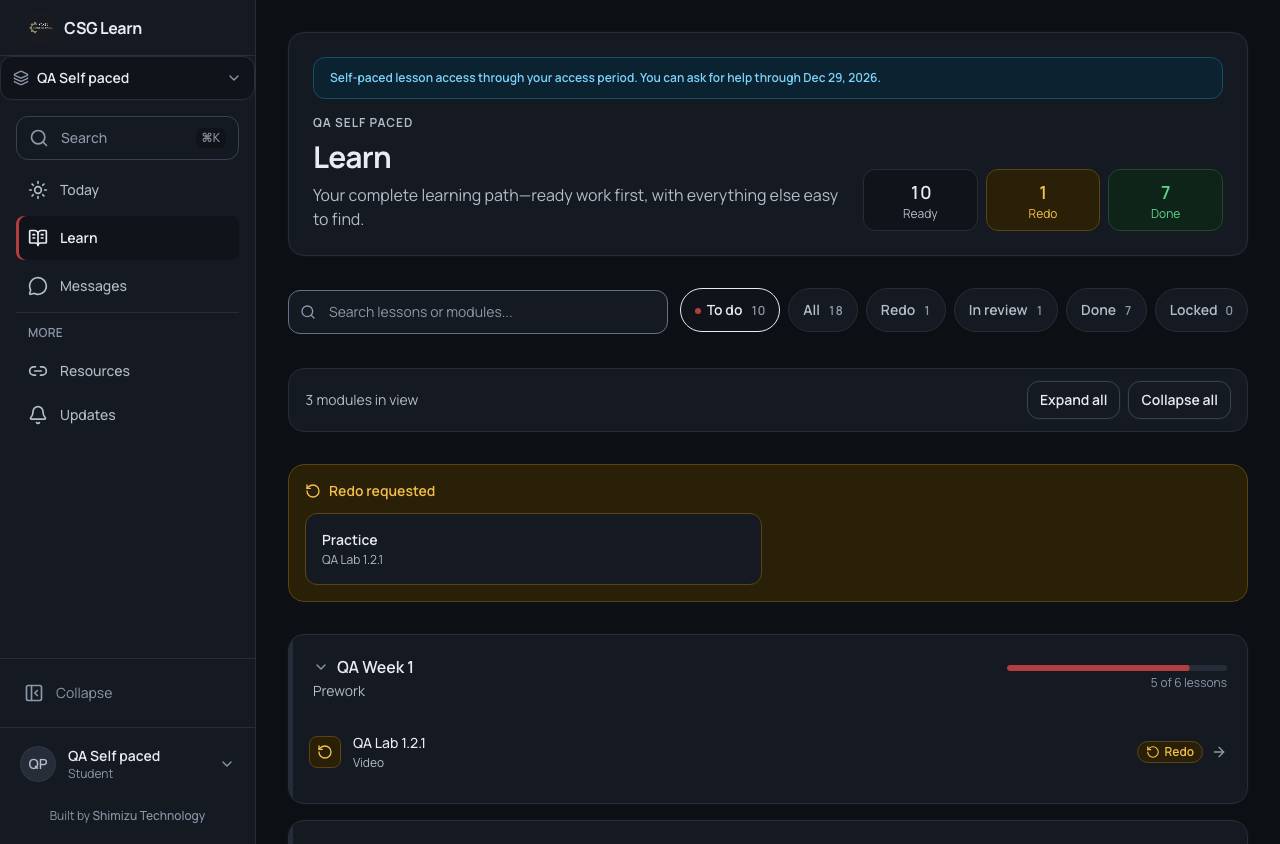 CSG Learn
QA Self paced
Search ⌘K
Today
Learn
Messages
MORE
Resources
Updates
Collapse
QP
QA Self paced
Student
Built by Shimizu Technology
Self-paced lesson access through your access period. You can ask for help through Dec 29, 2026.
QA SELF PACED
Learn
Your complete learning path—ready work first, with everything else easy
to find.
10
Ready
1
Redo
7
Done
Search lessons or modules...
To do 10
All 18
Redo 1
In review 1
Done 7
Locked 0
3 modules in view
Expand all
Collapse all
Redo requested
Practice
QA Lab 1.2.1
QA Week 1
Prework
5 of 6 lessons
QA Lab 1.2.1
Video
Redo